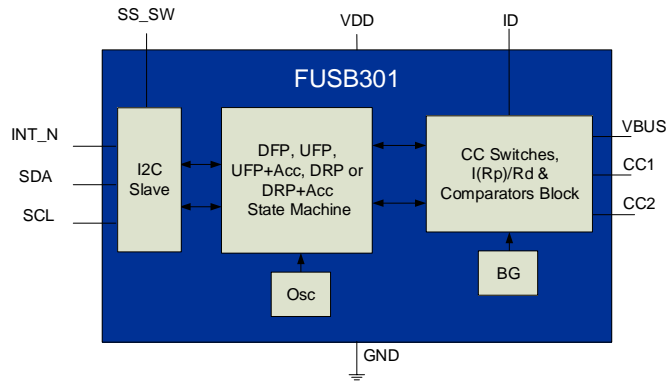 SS_SW
VDD
ID
FUSB301
INT_N
SDA
SCL
I2C
Slave
DFP, UFP,
UFP+Acc, DRP or
DRP+Acc
State Machine
CC Switches,
I(Rp)/Rd &
Comparators Block
VBUS
CC1
CC2
Osc
BG
GND